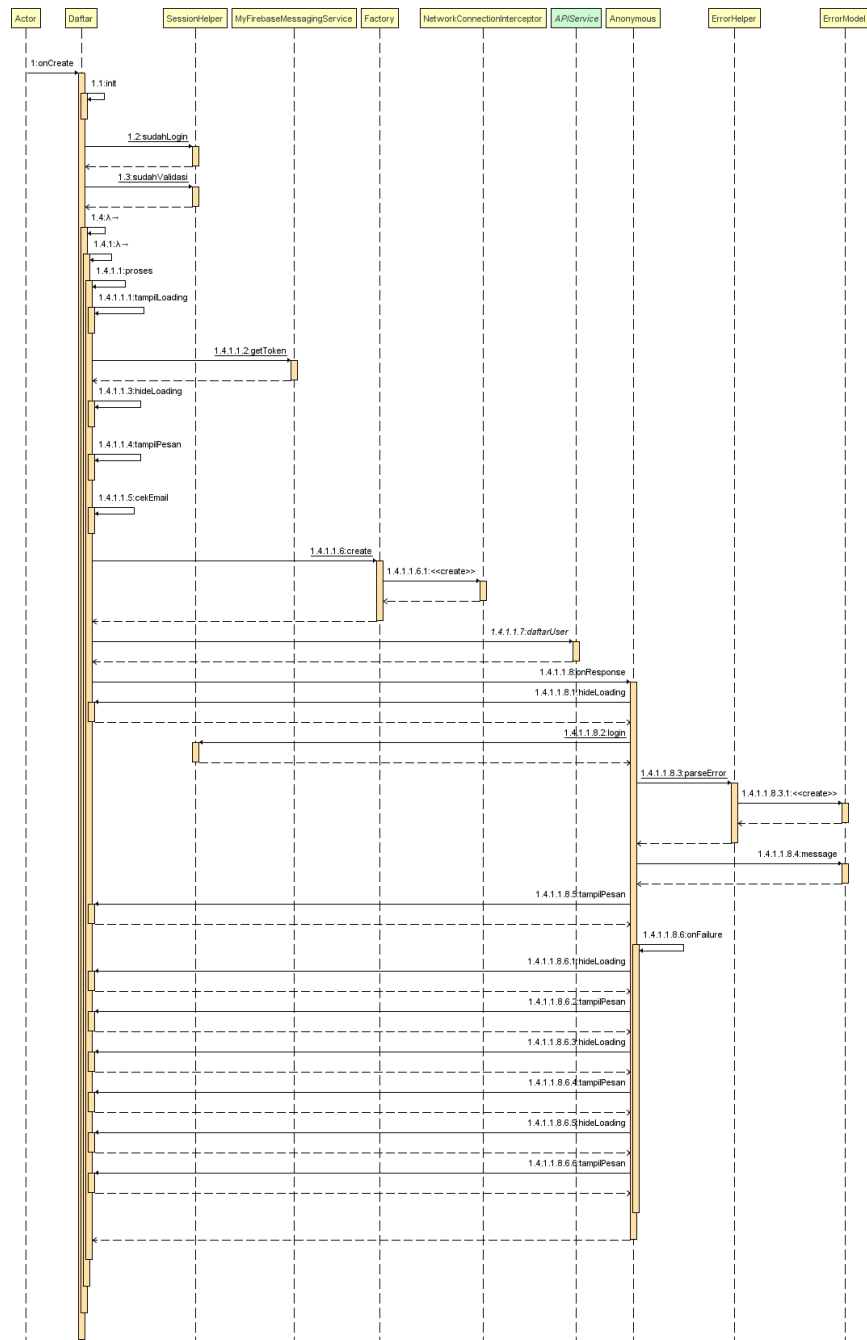 Actor
Daftar
SessionHelper
MyFirebaseMessagingService
Factory
NetworkConnectionInterceptor
APIService
Anonymous
ErrorHelper
ErrorModel
1:onCreate
1.1:init
1.2:sudahLogin
1.3:sudahValidasi
1.4:λ→
1.4.1:λ→
1.4.1.1:proses
1.4.1.1.1:tampilLoading
1.4.1.1.2:getToken
1.4.1.1.3:hideLoading
1.4.1.1.4:tampilPesan
1.4.1.1.5:cekEmail
1.4.1.1.6:create
1.4.1.1.6.1:<<create>>
1.4.1.1.7:daftarUser
1.4.1.1.8:onResponse
1.4.1.1.8.1:hideLoading
1.4.1.1.8.2:login
1.4.1.1.8.3:parseError
1.4.1.1.8.3.1:<<create>>
1.4.1.1.8.4:message
1.4.1.1.8.5:tampilPesan
1.4.1.1.8.6:onFailure
1.4.1.1.8.6.1:hideLoading
1.4.1.1.8.6.2:tampilPesan
1.4.1.1.8.6.3:hideLoading
1.4.1.1.8.6.4:tampilPesan
1.4.1.1.8.6.5:hideLoading
1.4.1.1.8.6.6:tampilPesan